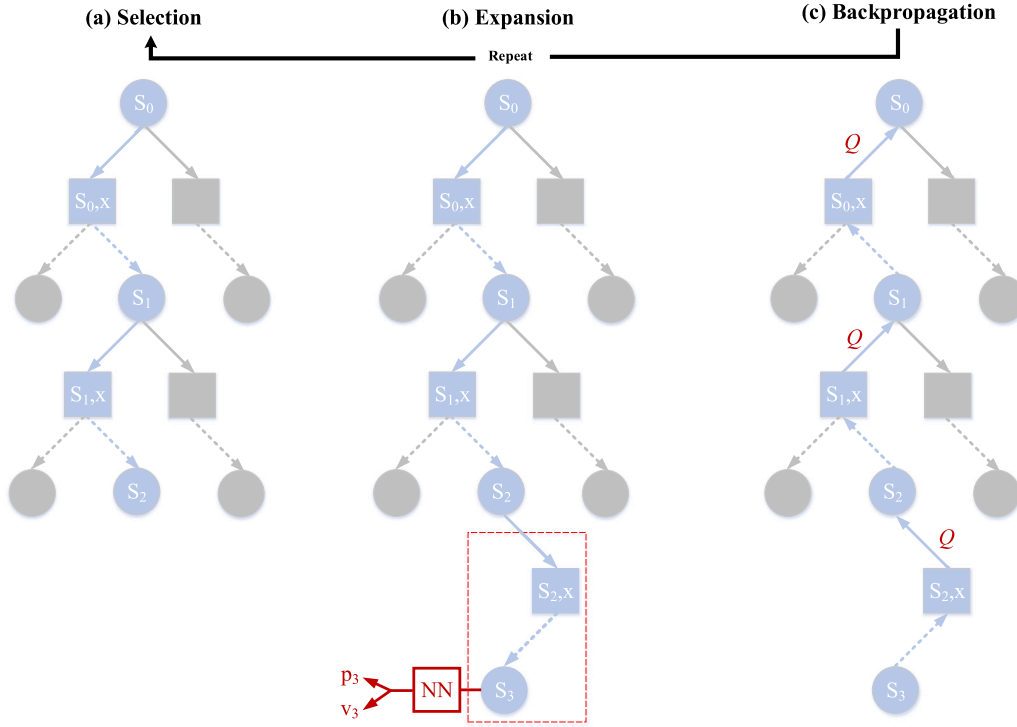 (a) Selection
(b) Expansion
(c) Backpropagation
Repeat
S₀
S₀
S₀
Q
S₀,x
S₀,x
S₀,x
S₁
S₁
S₁
Q
S₁,x
S₁,x
S₁,x
S₂
S₂
S₂
Q
S₂,x
S₂,x
p₃
NN
S₃
S₃
v₃